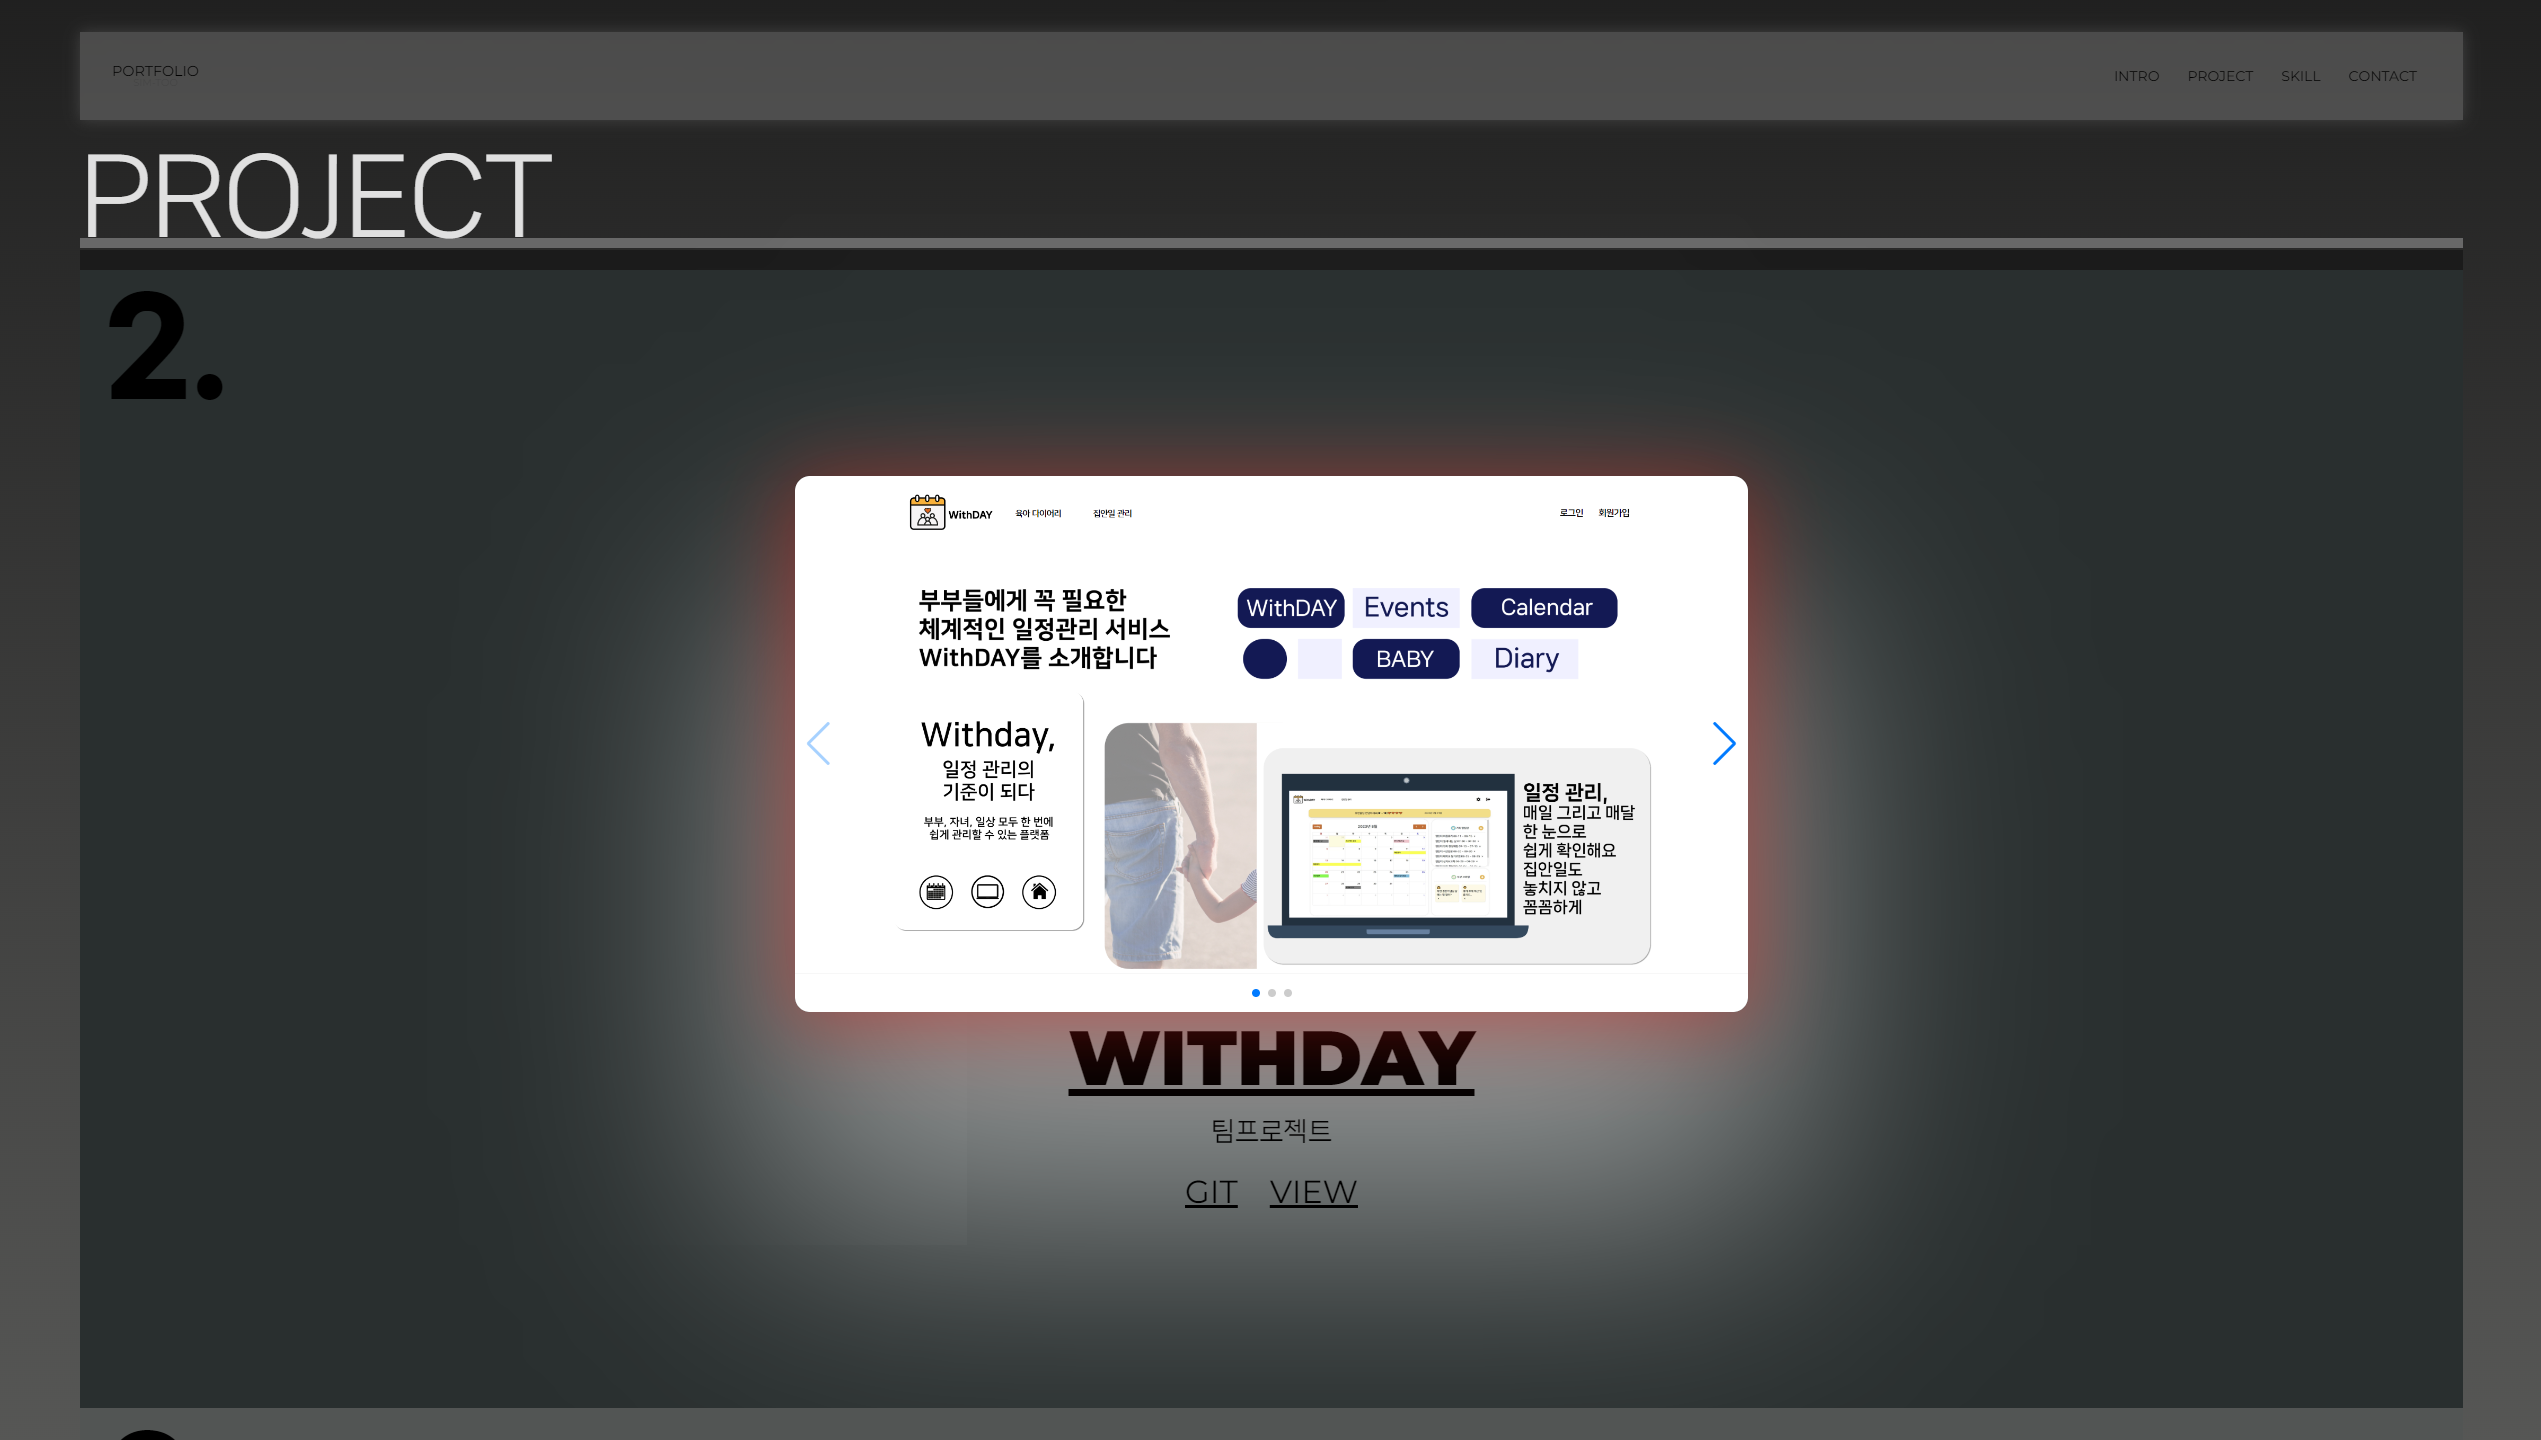 PORTFOLIO
INTRO PROJECT SKILL CONTACT
PROJECT
2.
WithDAY 육아 다이어리 집안일 관리
로그인 회원가입
부부들에게 꼭 필요한
체계적인 일정관리 서비스
WithDAY를 소개합니다
WithDAY Events Calendar
BABY Diary
Withday,
일정 관리의
기준이 되다
부부, 자녀, 일상 모두 한 번에
쉽게 관리할 수 있는 플랫폼
일정 관리,
매일 그리고 매달
한 눈으로
쉽게 확인해요
집안일도
놓치지 않고
꼼꼼하게
WITHDAY
팀프로젝트
GIT VIEW